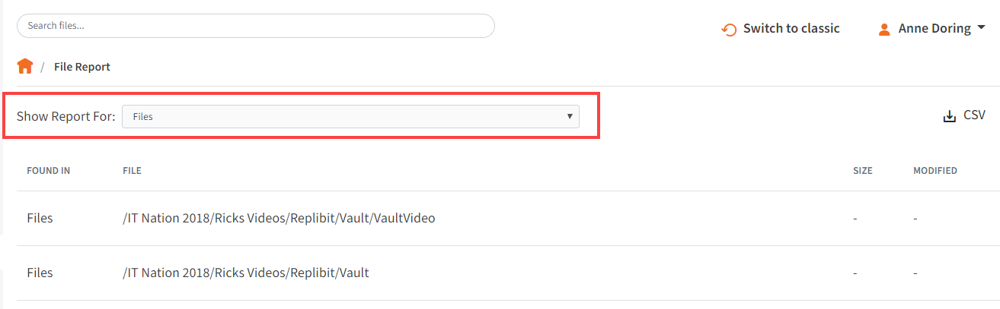 Search files...
Switch to classic
Anne Doring
/ File Report
Show Report For: Files
CSV
FOUND IN FILE SIZE MODIFIED
Files /IT Nation 2018/Ricks Videos/Replibit/Vault/VaultVideo - -
Files /IT Nation 2018/Ricks Videos/Replibit/Vault - -